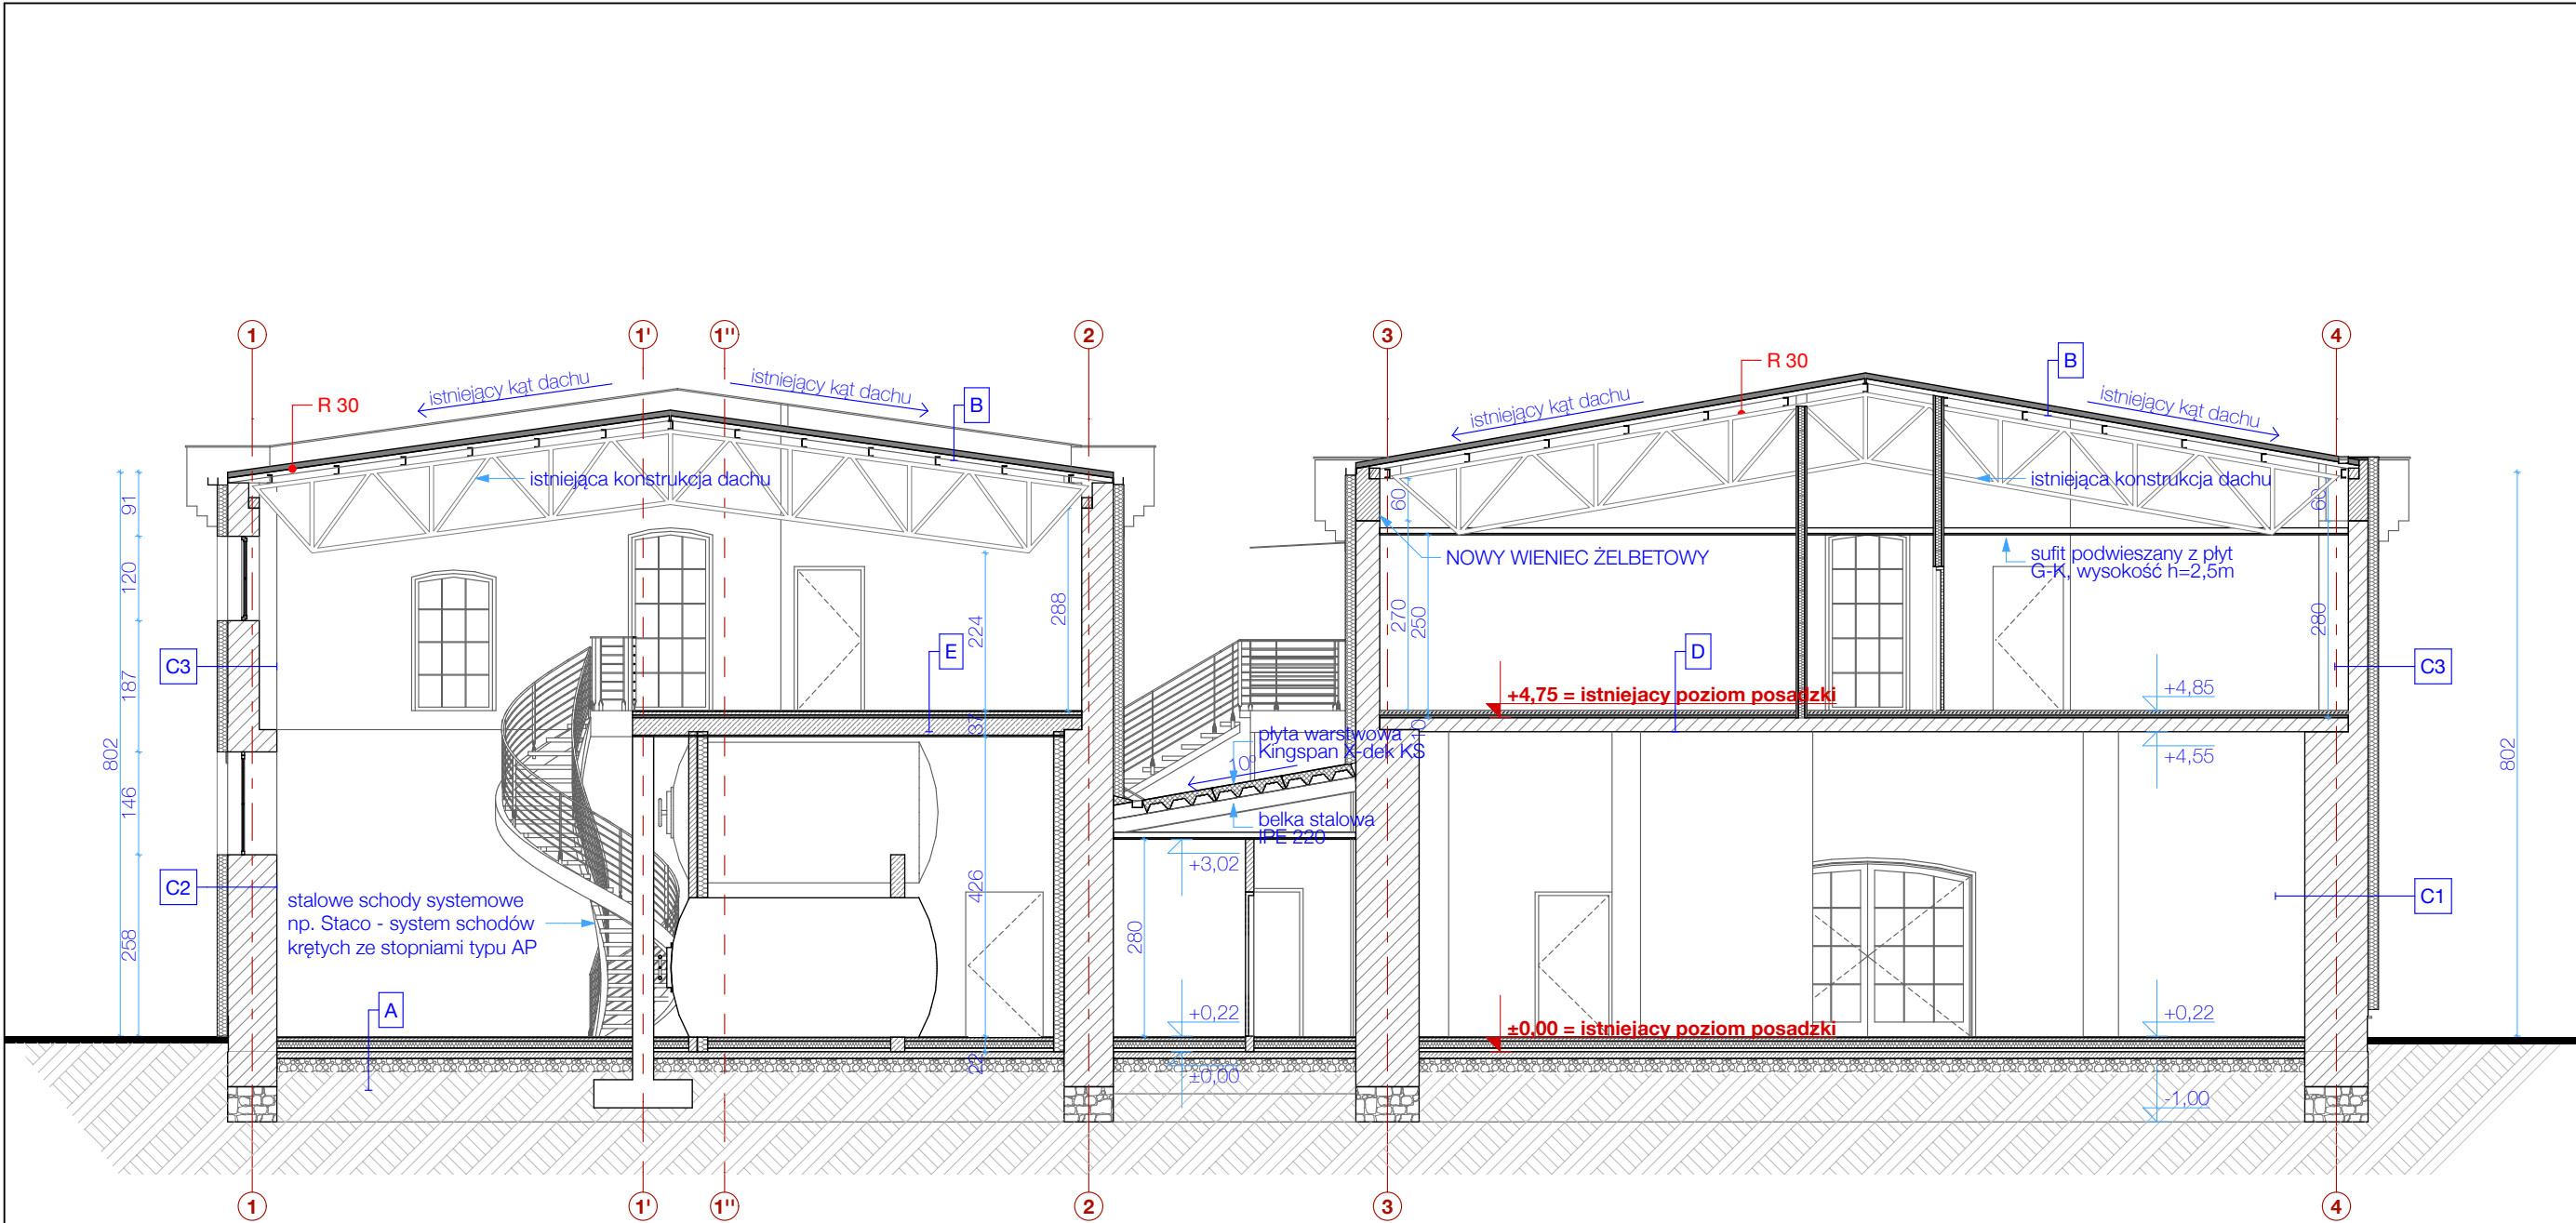 1
1'
1''
2
3
4
istniejący kąt dachu
istniejący kąt dachu
R 30
B
R 30
B
istniejący kąt dachu
istniejący kąt dachu
istniejąca konstrukcja dachu
istniejąca konstrukcja dachu
91
120
187
146
258
802
C3
C2
224
288
E
37
426
22
60
270
250
10
NOWY WIENIEC ŻELBETOWY
sufit podwieszany z płyt
G-K, wysokość h=2,5m
60
280
D
C3
+4,75 = istniejacy poziom posadzki
+4,85
+4,55
802
płyta warstwowa
Kingspan X-dek KS
10°
belka stalowa
IPE 220
+3,02
280
stalowe schody systemowe
np. Staco - system schodów
krętych ze stopniami typu AP
C1
A
+0,22
±0,00 = istniejacy poziom posadzki
+0,22
±0,00
-1,00
1
1'
1''
2
3
4